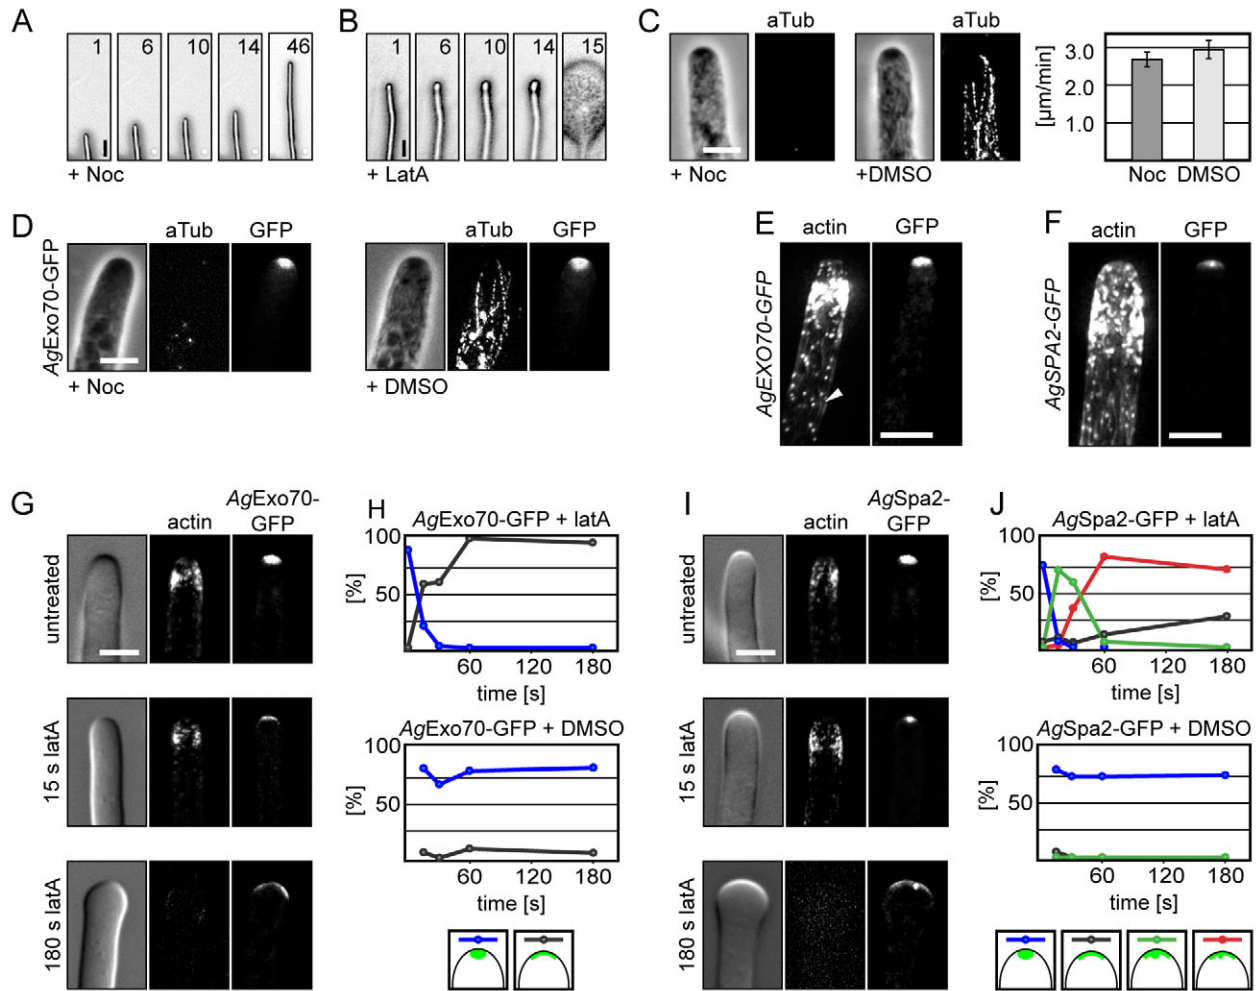 A
1 6 10 14 46
+ Noc
B
1 6 10 14 15
+ LatA
C
aTub aTub
+ Noc +DMSO
[µm/min]
3.0
2.0
1.0
Noc DMSO
D
AgExo70-GFP
aTub GFP aTub GFP
+ Noc + DMSO
E
actin GFP
AgEXO70-GFP
F
actin GFP
AgSPA2-GFP
G
actin AgExo70-
GFP
untreated
15 s latA
180 s latA
H
AgExo70-GFP + latA
100
50
[%]
60 120 180
time [s]
AgExo70-GFP + DMSO
100
50
[%]
60 120 180
time [s]
I
actin AgSpa2-
GFP
untreated
15 s latA
180 s latA
J
AgSpa2-GFP + latA
100
50
[%]
60 120 180
time [s]
AgSpa2-GFP + DMSO
100
50
[%]
60 120 180
time [s]